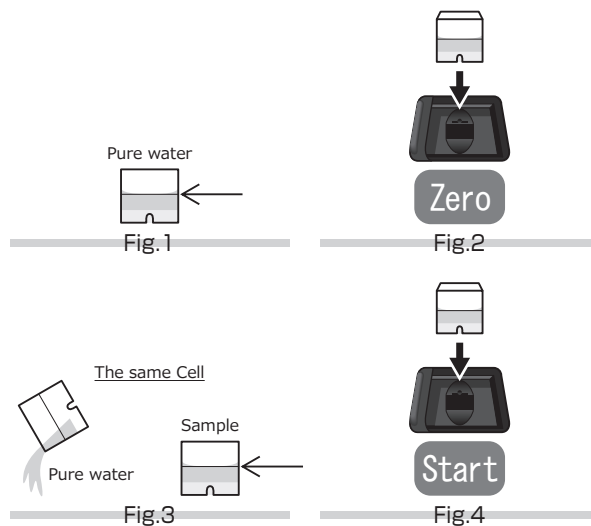 Pure water
Fig.1
Zero
Fig.2
The same Cell
Sample
Pure water
Fig.3
Start
Fig.4